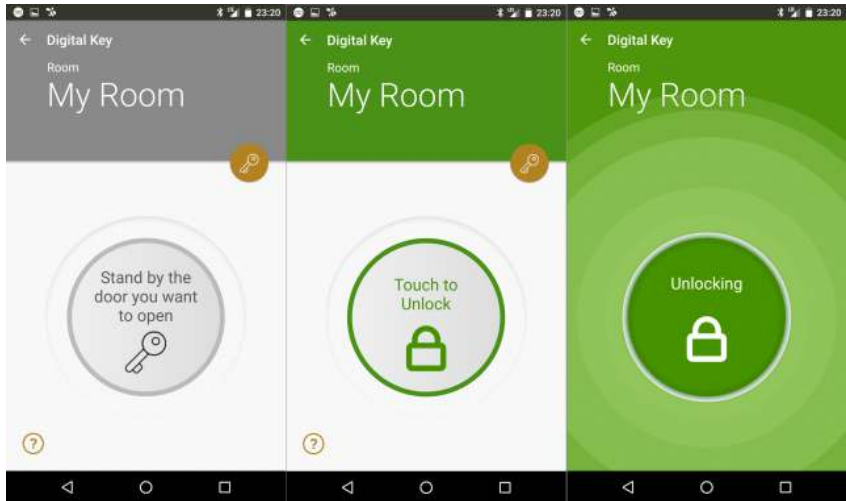 23:20
Digital Key
Room
My Room
Stand by the
door you want
to open
?
23:20
Digital Key
Room
My Room
Touch to
Unlock
?
23:20
Digital Key
Room
My Room
Unlocking